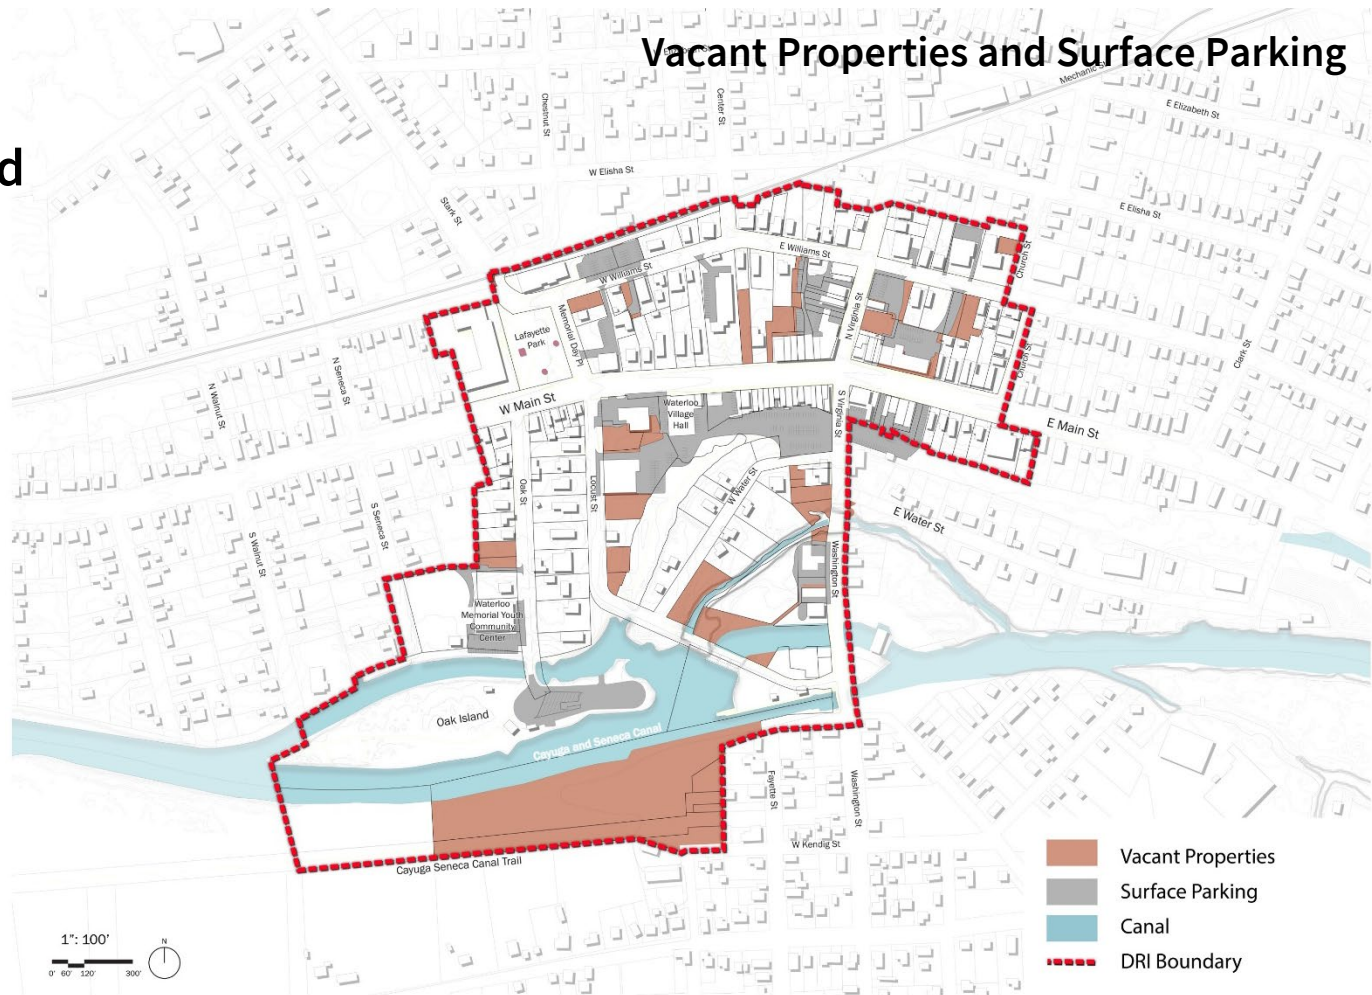 Vacant Properties and Surface Parking
d
Mechanic St
E Elizabeth St
Chestnut St
Center St
W Elisha St
Stark St
E Elisha St
Church St
E Williams St
W Williams St
N Virginia St
Memorial Day Pl
Lafayette
Park
N Seneca St
N Walnut St
Church St
Clark St
W Main St
Waterloo
Village
Hall
S Virginia St
E Main St
Oak St
Locust St
W Water St
E Water St
S Seneca St
S Walnut St
Washington St
Waterloo
Memorial Youth
Community
Center
Oak Island
Cayuga and Seneca Canal
Fayette St
Washington St
W Kendig St
Cayuga Seneca Canal Trail
Vacant Properties
Surface Parking
Canal
DRI Boundary
1": 100'
N
0' 60' 120' 300'